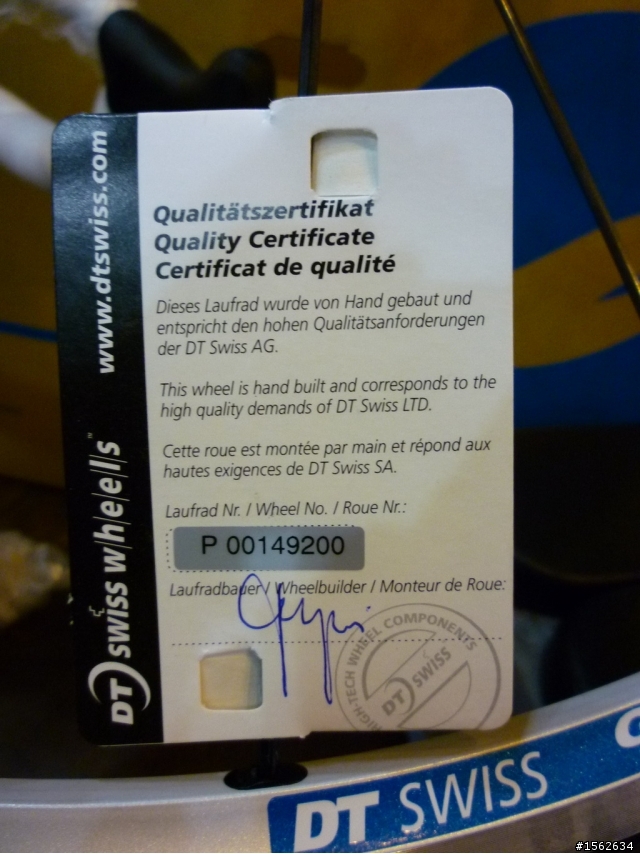 www.dtswiss.com
DT swiss wheels™
Qualitätszertifikat
Quality Certificate
Certificat de qualité
Dieses Laufrad wurde von Hand gebaut und
entspricht den hohen Qualitätsanforderungen
der DT Swiss AG.
This wheel is hand built and corresponds to the
high quality demands of DT Swiss LTD.
Cette roue est montée par main et répond aux
hautes exigences de DT Swiss SA.
Laufrad Nr. / Wheel No. / Roue Nr.:
P 00149200
Laufradbauer/ Wheelbuilder / Monteur de Roue:
HIGH-TECH WHEEL COMPONENTS
DT SWISS
DT SWISS
#1562634